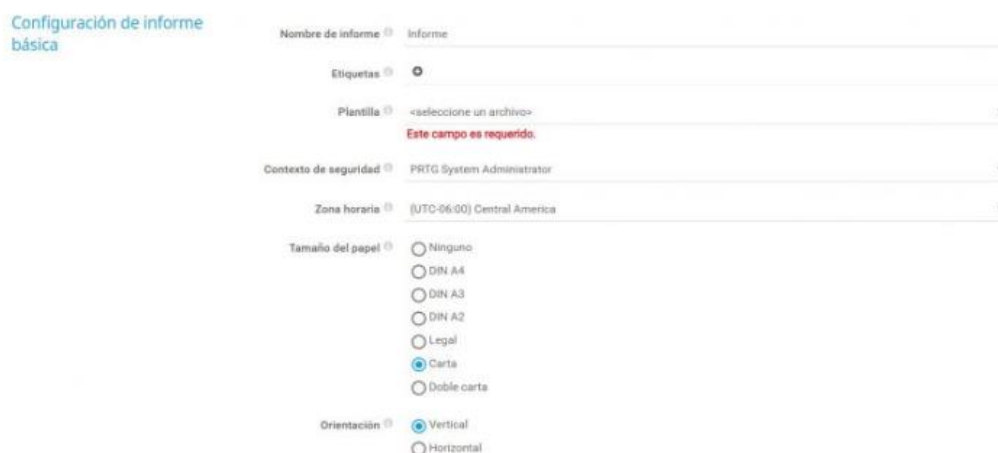 Configuración de informe
básica
Nombre de informe Informe
Etiquetas
Plantilla <seleccione un archivo>
Este campo es requerido.
Contexto de seguridad PRTG System Administrator
Zona horaria (UTC-06:00) Central America
Tamaño del papel Ninguno
DIN A4
DIN A3
DIN A2
Legal
Carta
Doble carta
Orientación Vertical
Horizontal